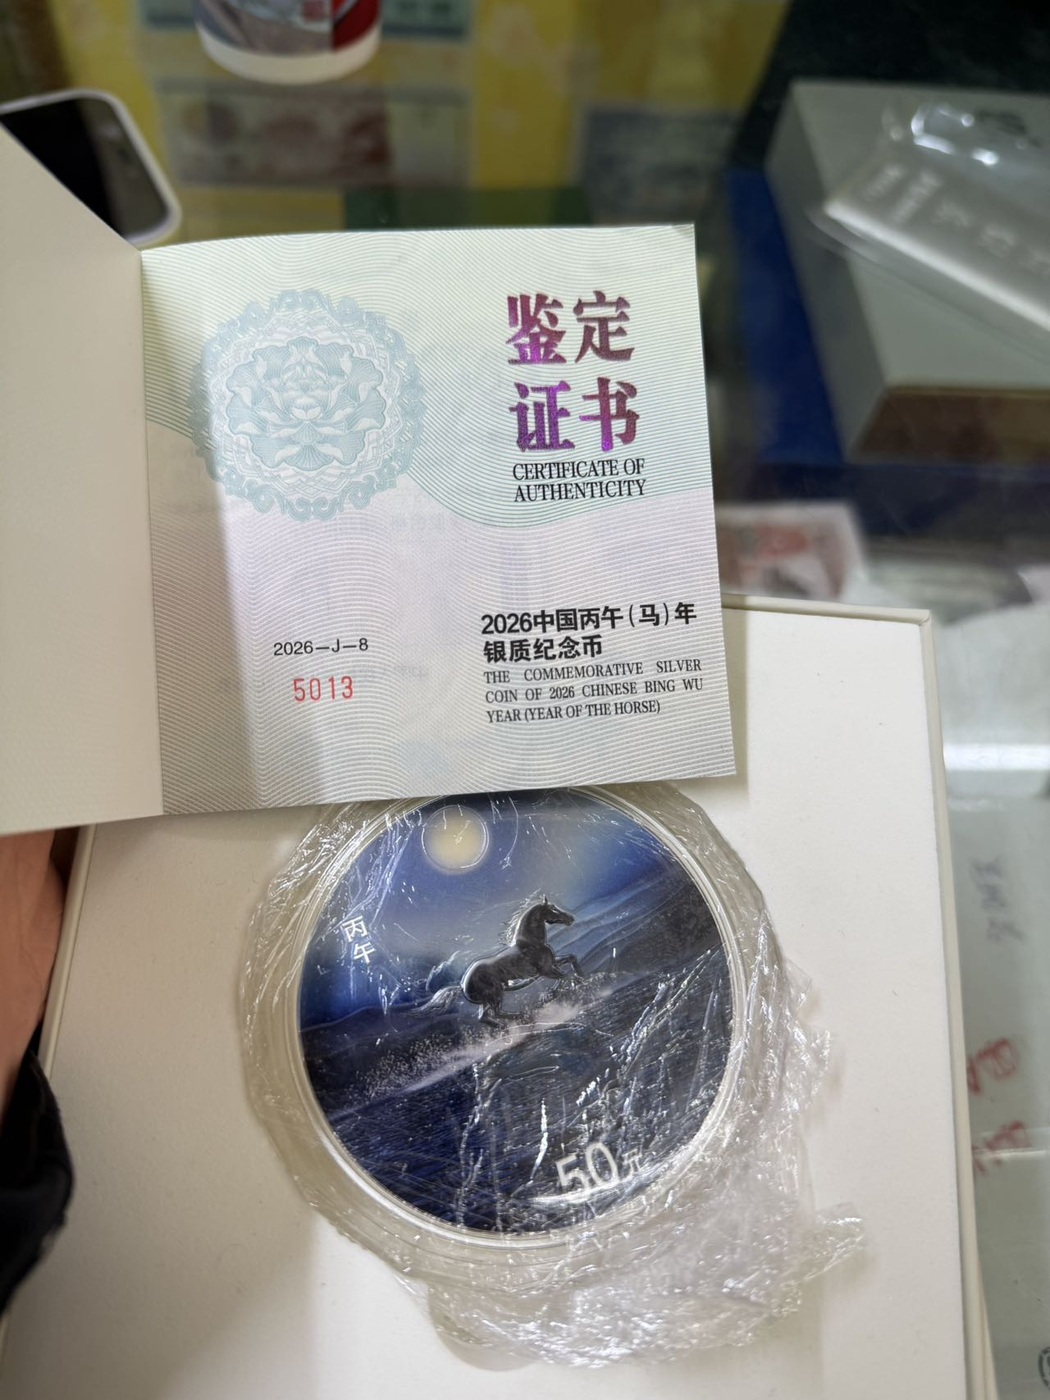 鉴定
证书
CERTIFICATE OF
AUTHENTICITY
2026—J—8
5013
2026中国丙午(马)年
银质纪念币
THE COMMEMORATIVE SILVER
COIN OF 2026 CHINESE BING WU
YEAR (YEAR OF THE HORSE)
丙
午
50元